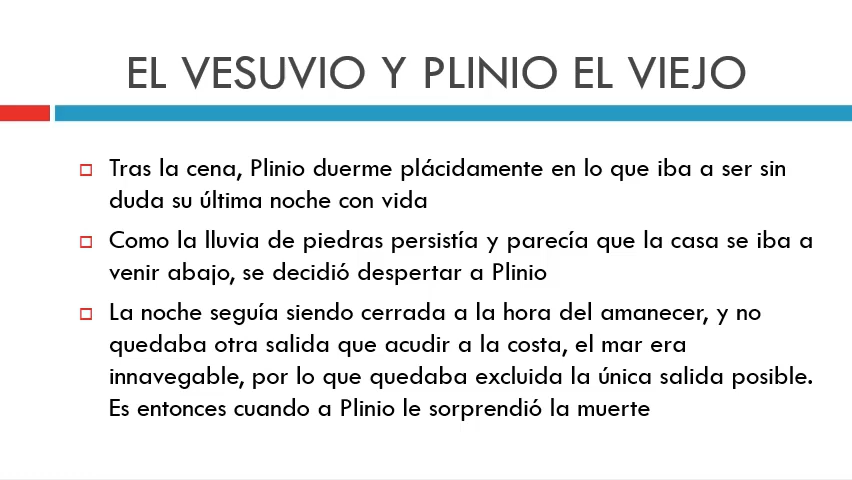 EL VESUVIO Y PLINIO EL VIEJO
Tras la cena, Plinio duerme plácidamente en lo que iba a ser sin
duda su última noche con vida
Como la lluvia de piedras persistía y parecía que la casa se iba a
venir abajo, se decidió despertar a Plinio
La noche seguía siendo cerrada a la hora del amanecer, y no
quedaba otra salida que acudir a la costa, el mar era
innavegable, por lo que quedaba excluida la única salida posible.
Es entonces cuando a Plinio le sorprendió la muerte